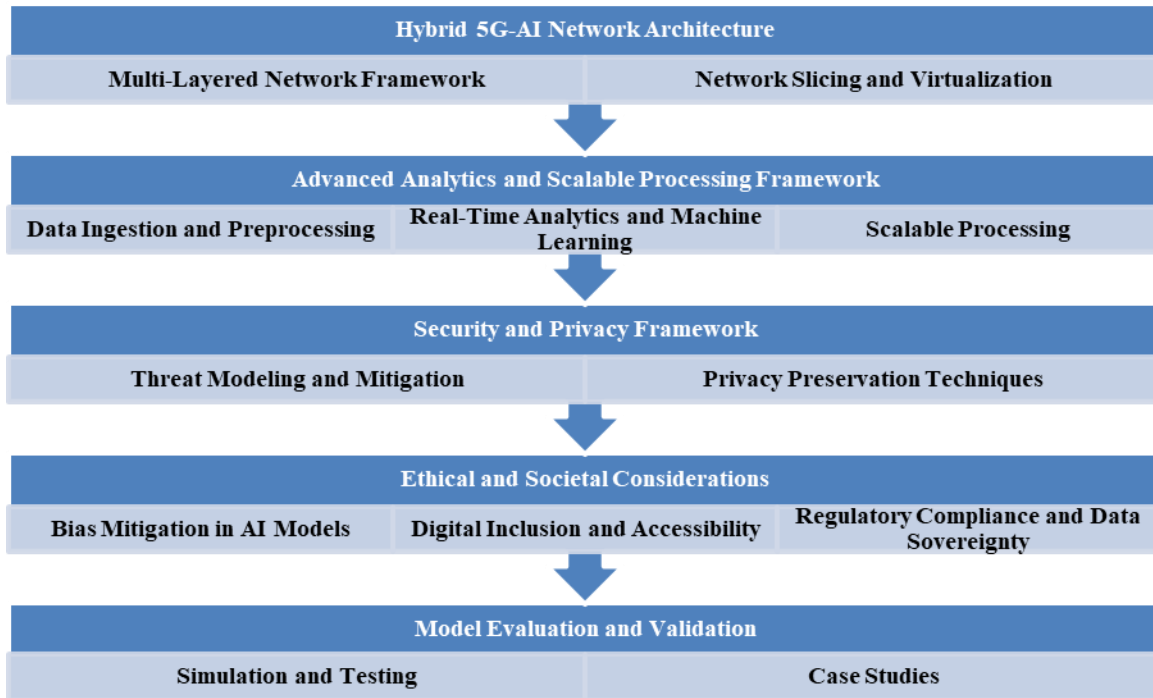 Hybrid 5G-AI Network Architecture
Multi-Layered Network Framework
Network Slicing and Virtualization
Advanced Analytics and Scalable Processing Framework
Data Ingestion and Preprocessing
Real-Time Analytics and Machine
Learning
Scalable Processing
Security and Privacy Framework
Threat Modeling and Mitigation
Privacy Preservation Techniques
Ethical and Societal Considerations
Bias Mitigation in AI Models
Digital Inclusion and Accessibility
Regulatory Compliance and Data
Sovereignty
Model Evaluation and Validation
Simulation and Testing
Case Studies